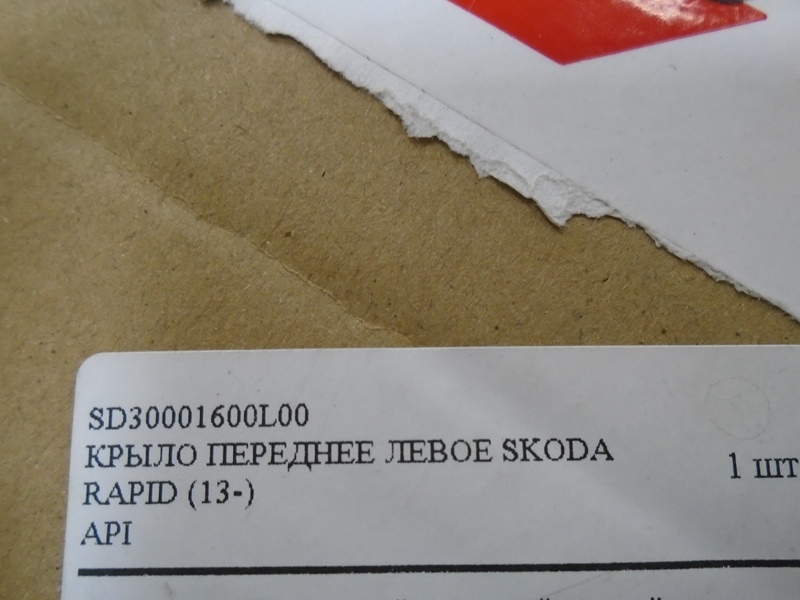 SD30001600L00
КРЫЛО ПЕРЕДНЕЕ ЛЕВОЕ SKODA
1 шт
RAPID (13-)
API